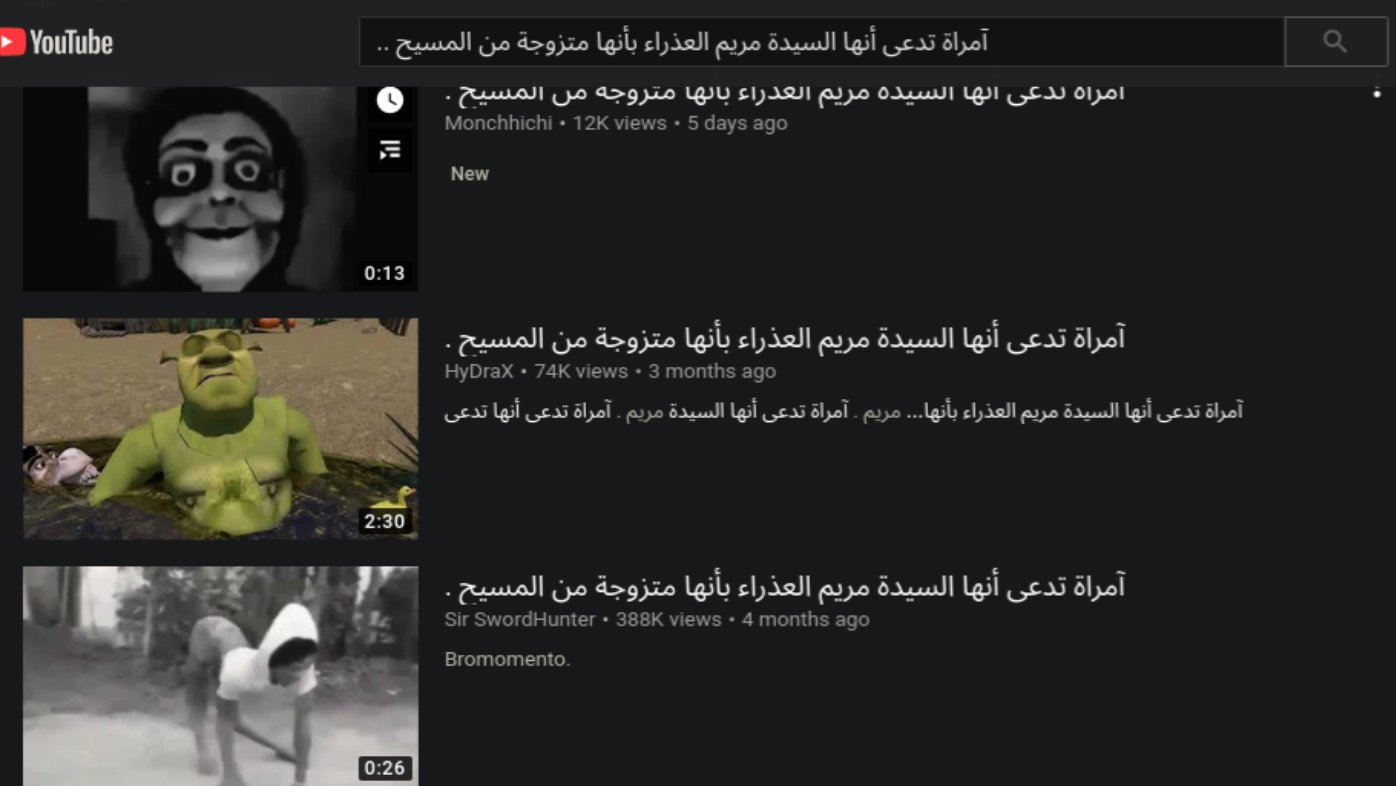 YouTube
آمراة تدعى أنها السيدة مريم العذراء بأنها متزوجة من المسيح ..
آمراة تدعى أنها السيدة مريم العذراء بأنها متزوجة من المسيح .
Monchhichi • 12K views • 5 days ago
New
0:13
آمراة تدعى أنها السيدة مريم العذراء بأنها متزوجة من المسيح .
HyDraX • 74K views • 3 months ago
آمراة تدعى أنها السيدة مريم العذراء بأنها... مريم . آمراة تدعى أنها السيدة مريم . آمراة تدعى أنها تدعى
2:30
آمراة تدعى أنها السيدة مريم العذراء بأنها متزوجة من المسيح .
Sir SwordHunter • 388K views • 4 months ago
Bromomento.
0:26